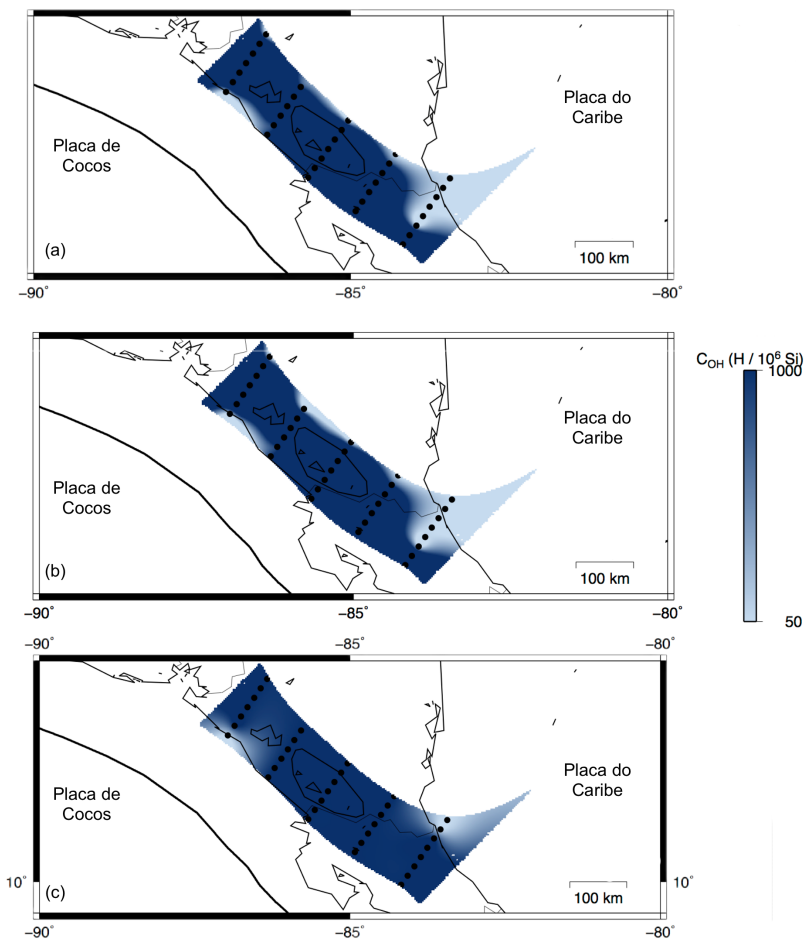 Placa do
Caribe
Placa de
Cocos
(a)
100 km
−90˚
−85˚
−80˚
C_OH (H / 10⁶ Si)
1000
Placa do
Caribe
Placa de
Cocos
(b)
100 km
50
−90˚
−85˚
−80˚
−90˚
−85˚
−80˚
Placa do
Caribe
Placa de
Cocos
10˚
10˚
(c)
100 km
−90˚
−85˚
−80˚